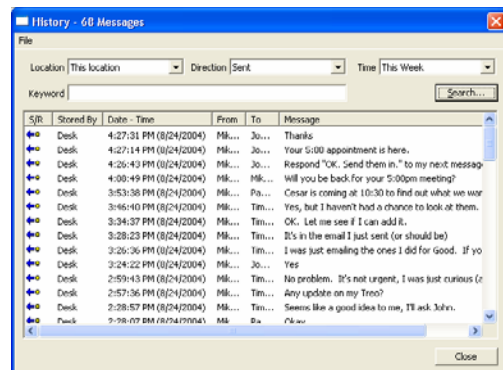 History - 68 Messages
File
Location This location Direction Sent Time This Week
Keyword Search...
S/R Stored By Date - Time From To Message
Desk 4:27:31 PM (8/24/2004) Mik... Jo... Thanks
Desk 4:27:14 PM (8/24/2004) Mik... Jo... Your 5:00 appointment is here.
Desk 4:26:43 PM (8/24/2004) Mik... Jo... Respond "OK. Send them in." to my next messag
Desk 4:00:49 PM (8/24/2004) Mik... Mik... Will you be back for your 5:00pm meeting?
Desk 3:53:38 PM (8/24/2004) Mik... Pa... Cesar is coming at 10:30 to find out what we wan
Desk 3:46:40 PM (8/24/2004) Mik... Tim... Yes, but I haven't had a chance to look at them.
Desk 3:34:37 PM (8/24/2004) Mik... Tim... OK. Let me see if I can add it.
Desk 3:28:23 PM (8/24/2004) Mik... Tim... It's in the email I just sent (or should be)
Desk 3:26:36 PM (8/24/2004) Mik... Tim... I was just emailing the ones I did for Good. If yo
Desk 3:24:22 PM (8/24/2004) Mik... Jo... Yes
Desk 2:59:43 PM (8/24/2004) Mik... Tim... No problem. It's not urgent, I was just curious (a
Desk 2:57:36 PM (8/24/2004) Mik... Tim... Any update on my Treo?
Desk 2:28:57 PM (8/24/2004) Mik... Tim... Seems like a good idea to me, I'll ask John.
Desk 2:28:07 PM (8/24/2004) Mik... Pa... Okay
Close